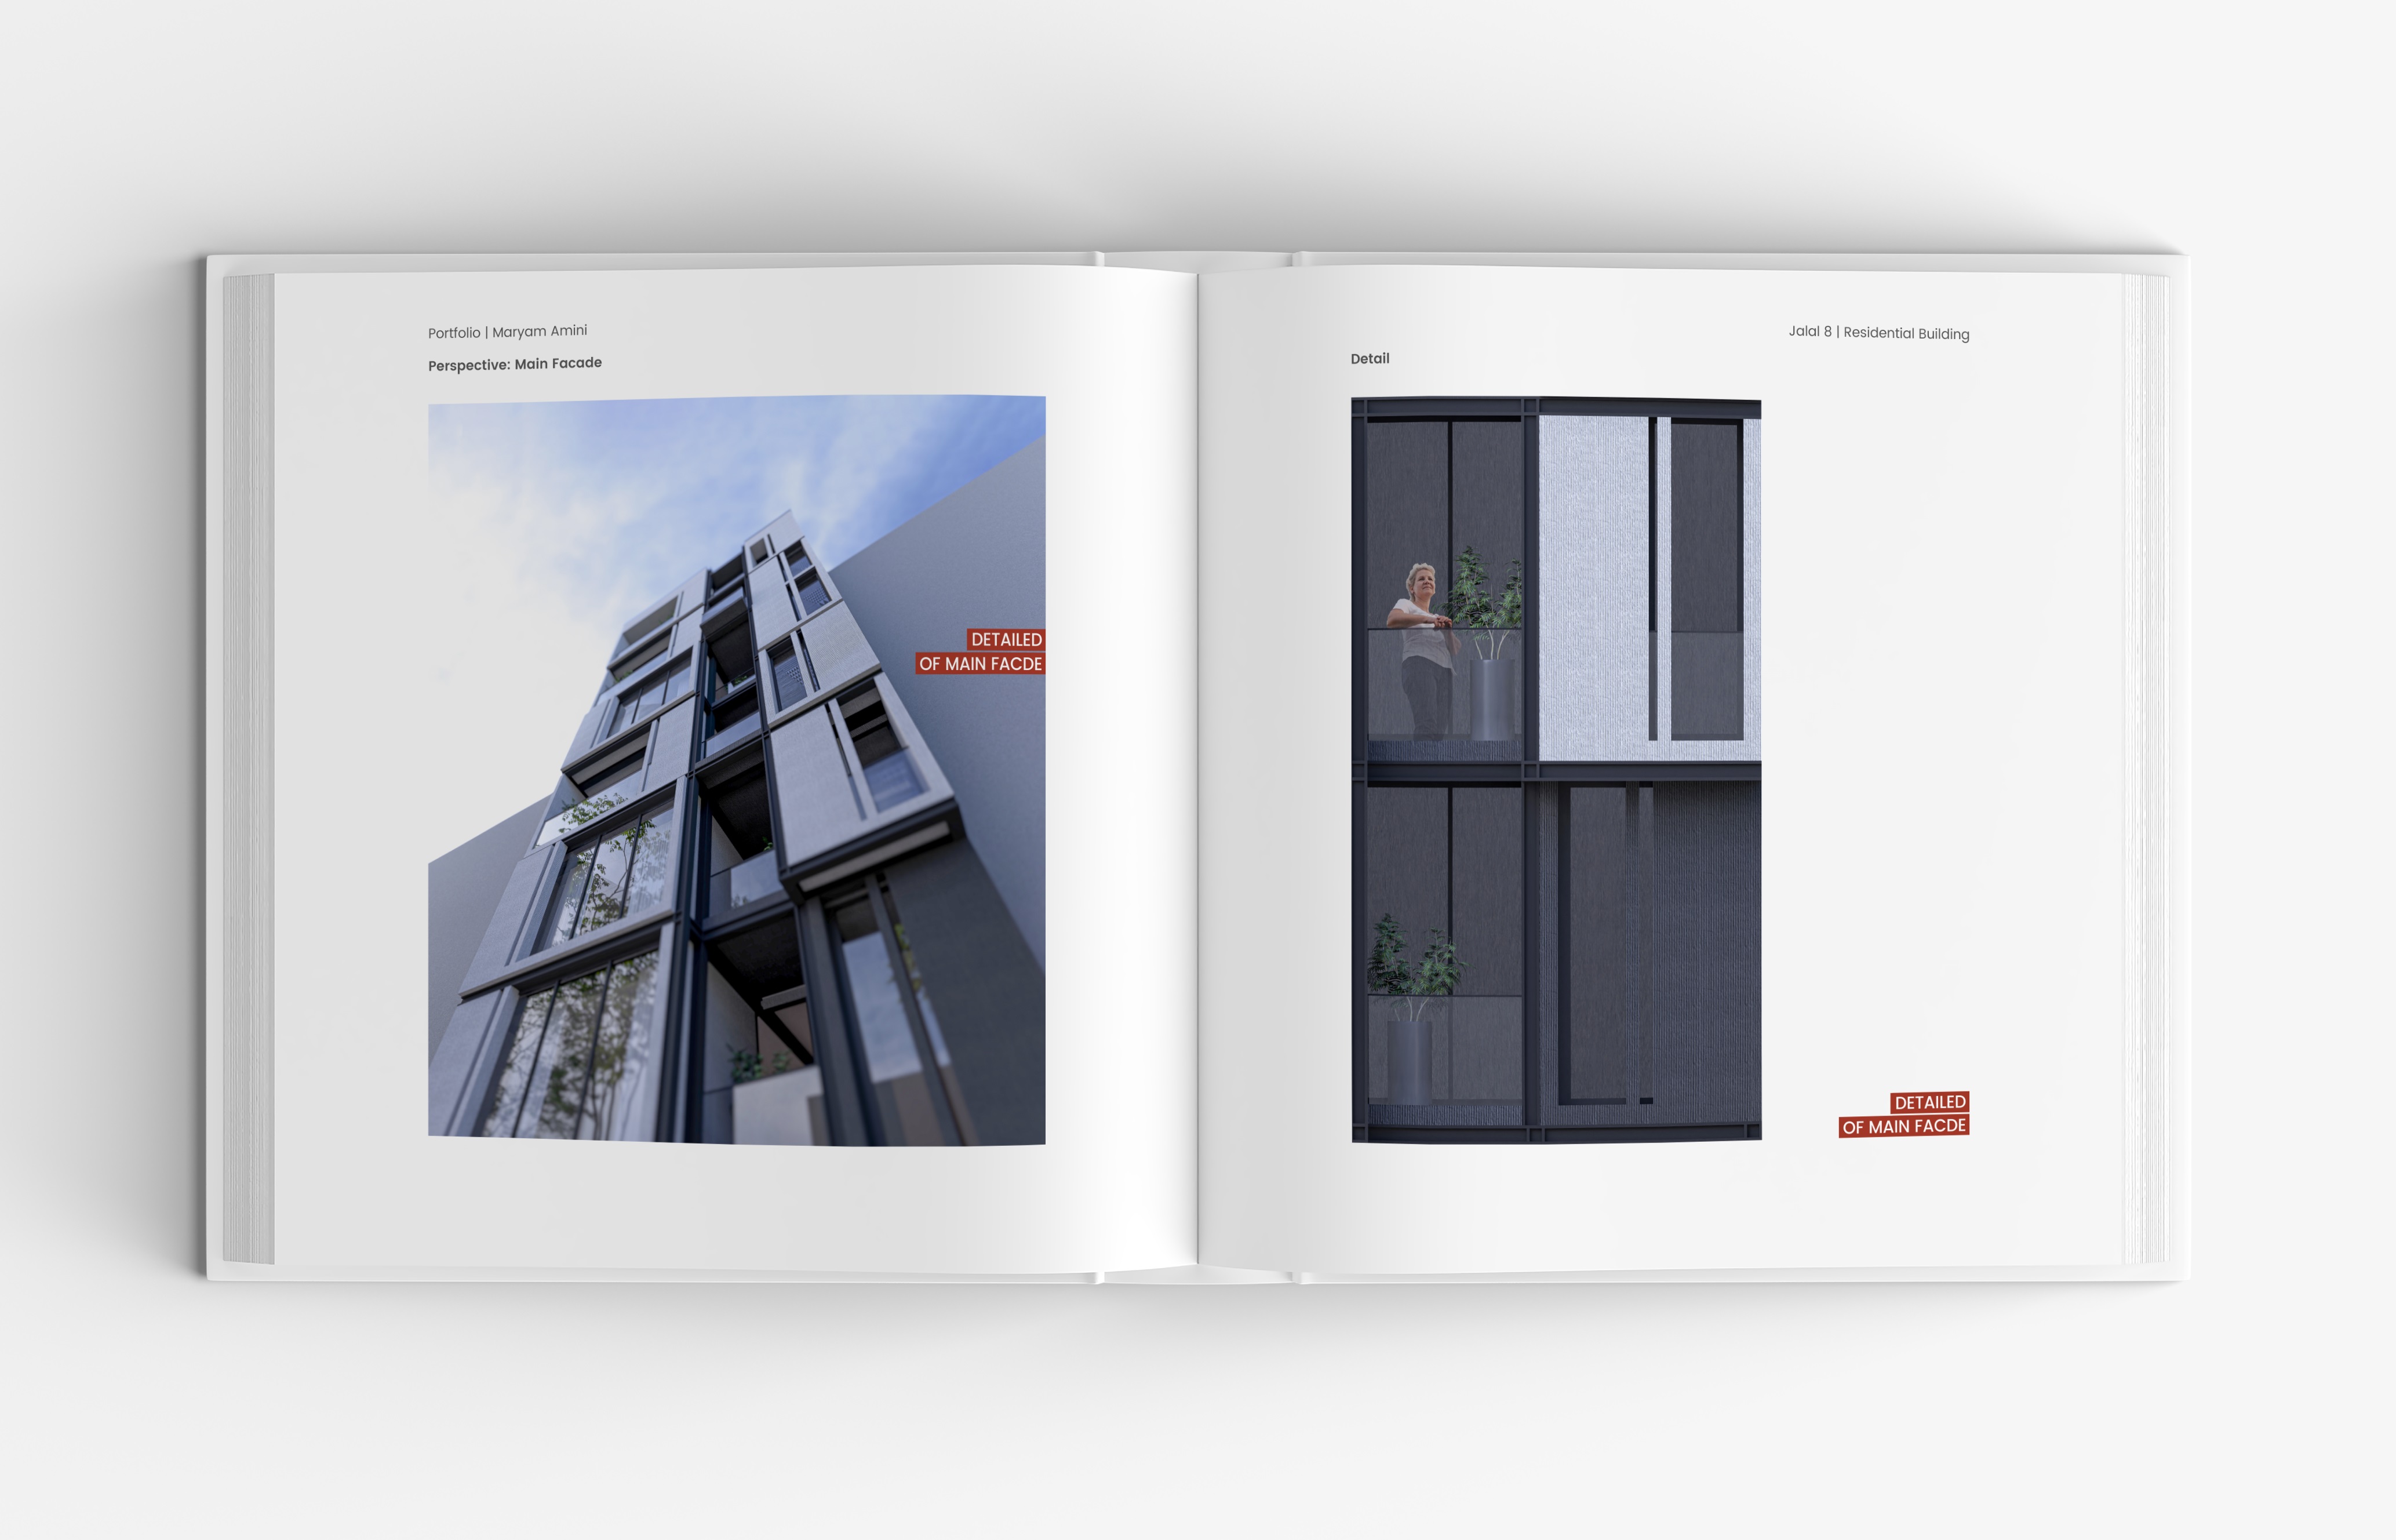 Portfolio | Maryam Amini
Perspective: Main Facade
DETAILED
OF MAIN FACDE
Jalal 8 | Residential Building
Detail
DETAILED
OF MAIN FACDE